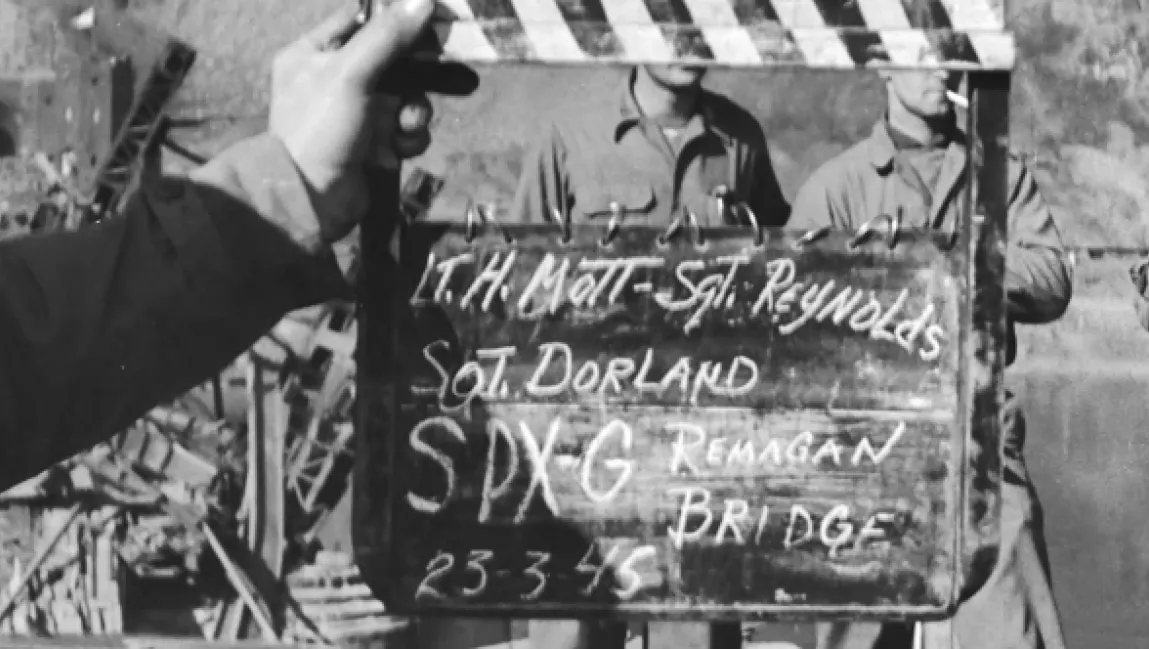 LT. H. MOTT - SGT. REYNOLDS
SGT. DORLAND
SPX-G REMAGAN
BRIDGE
23-3-45